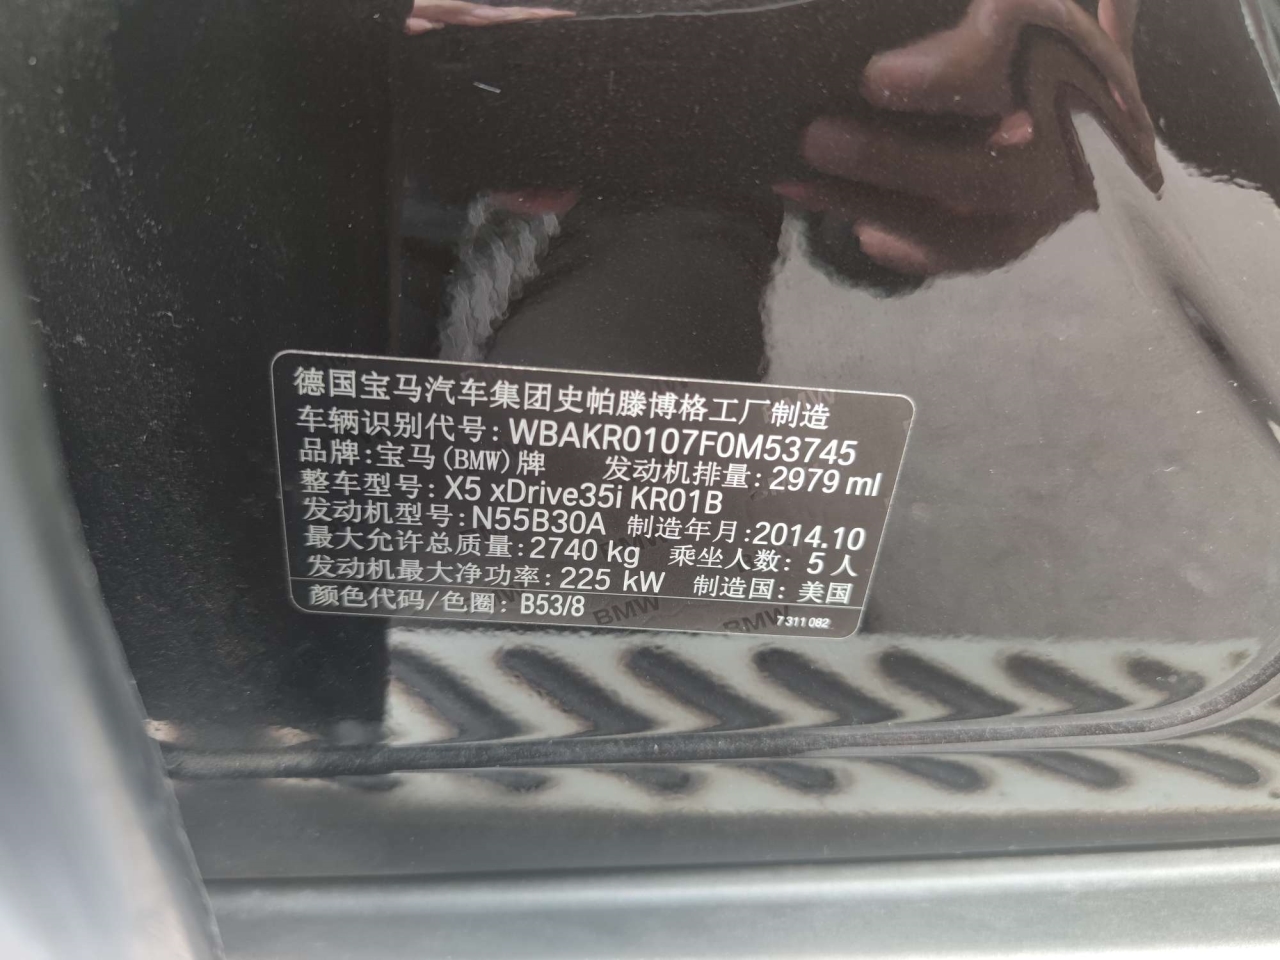 德国宝马汽车集团史帕滕博格工厂制造
车辆识别代号: WBAKR0107F0M53745
品牌: 宝马(BMW)牌 发动机排量: 2979 ml
整车型号: X5 xDrive35i KR01B
发动机型号: N55B30A 制造年月: 2014.10
最大允许总质量: 2740 kg 乘坐人数: 5人
发动机最大净功率: 225 kW 制造国: 美国
颜色代码/色圈: B53/8
7 311 082